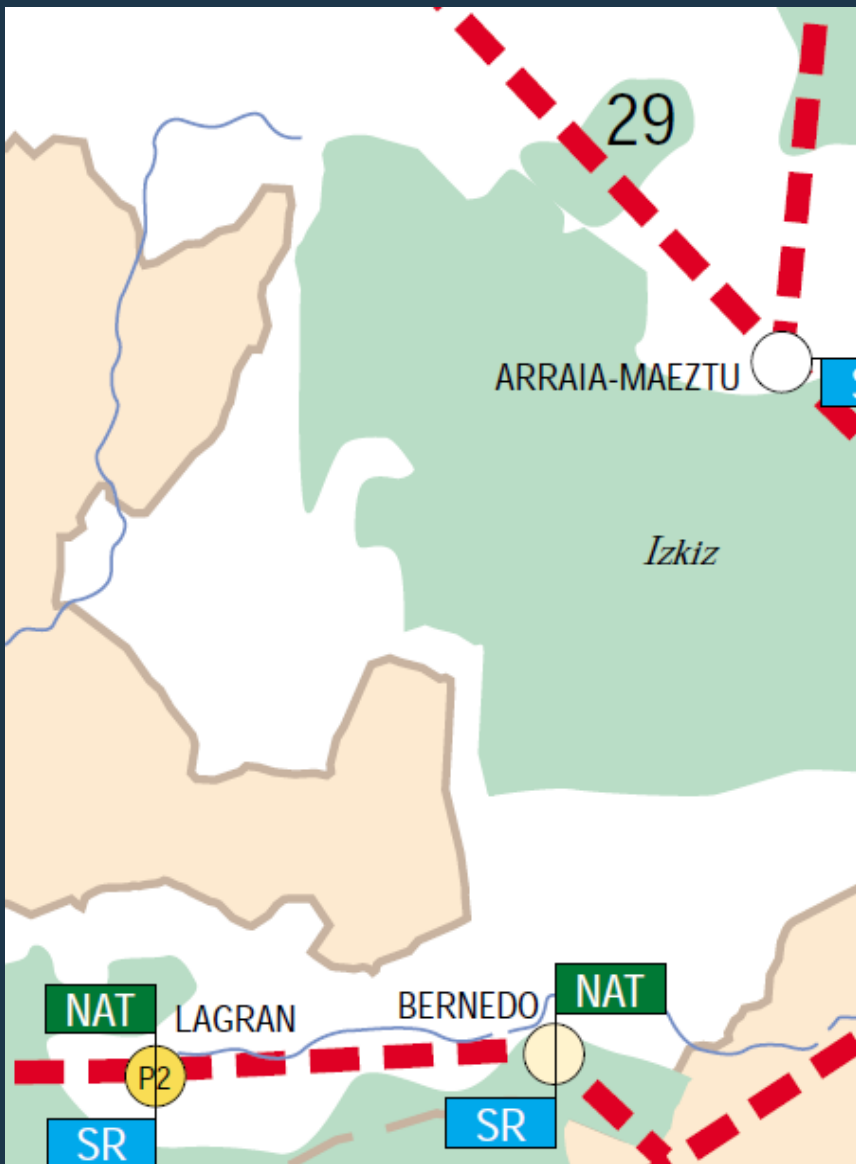 29
ARRAIA-MAEZTU
Izkiz
NAT
LAGRAN
BERNEDO
NAT
P2
SR
SR